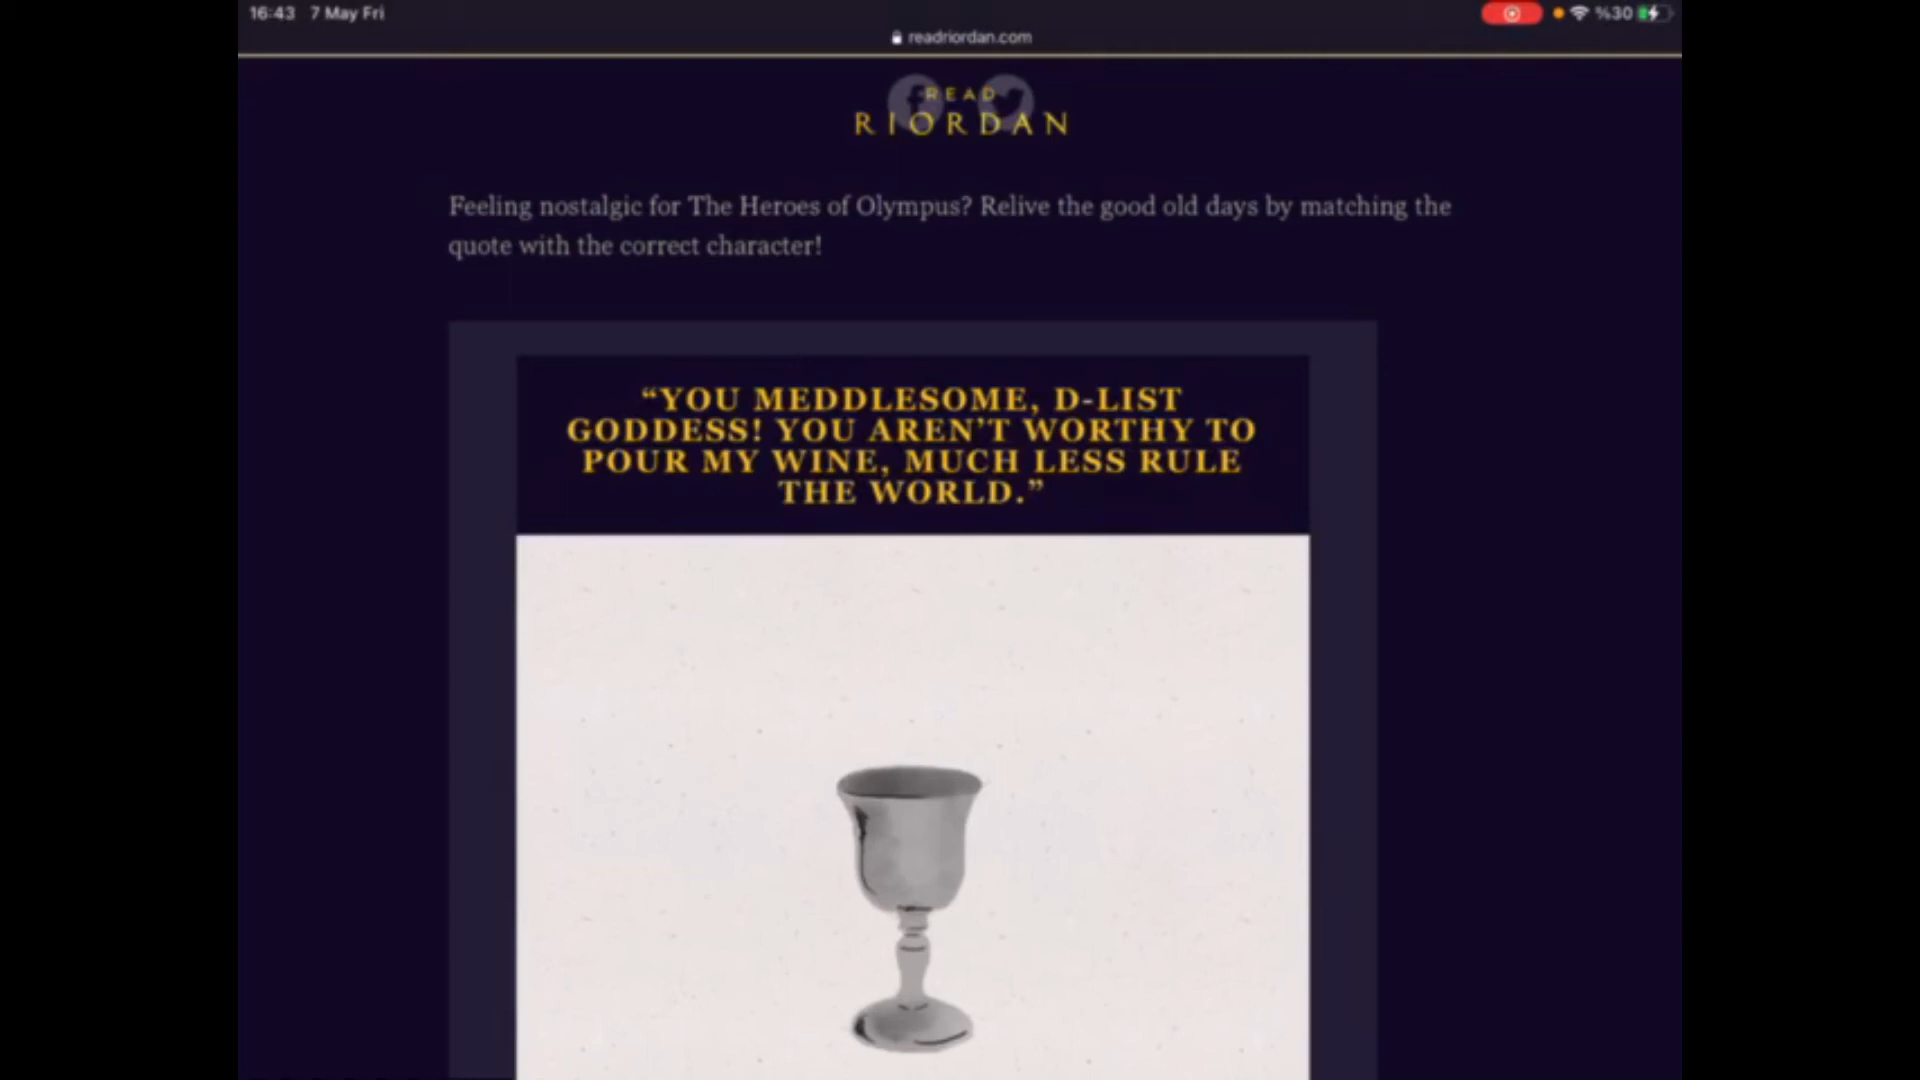 16:43 7 May Fri
%30
readriordan.com
READ
RIORDAN
Feeling nostalgic for The Heroes of Olympus? Relive the good old days by matching the
quote with the correct character!
“YOU MEDDLESOME, D-LIST
GODDESS! YOU AREN’T WORTHY TO
POUR MY WINE, MUCH LESS RULE
THE WORLD.”